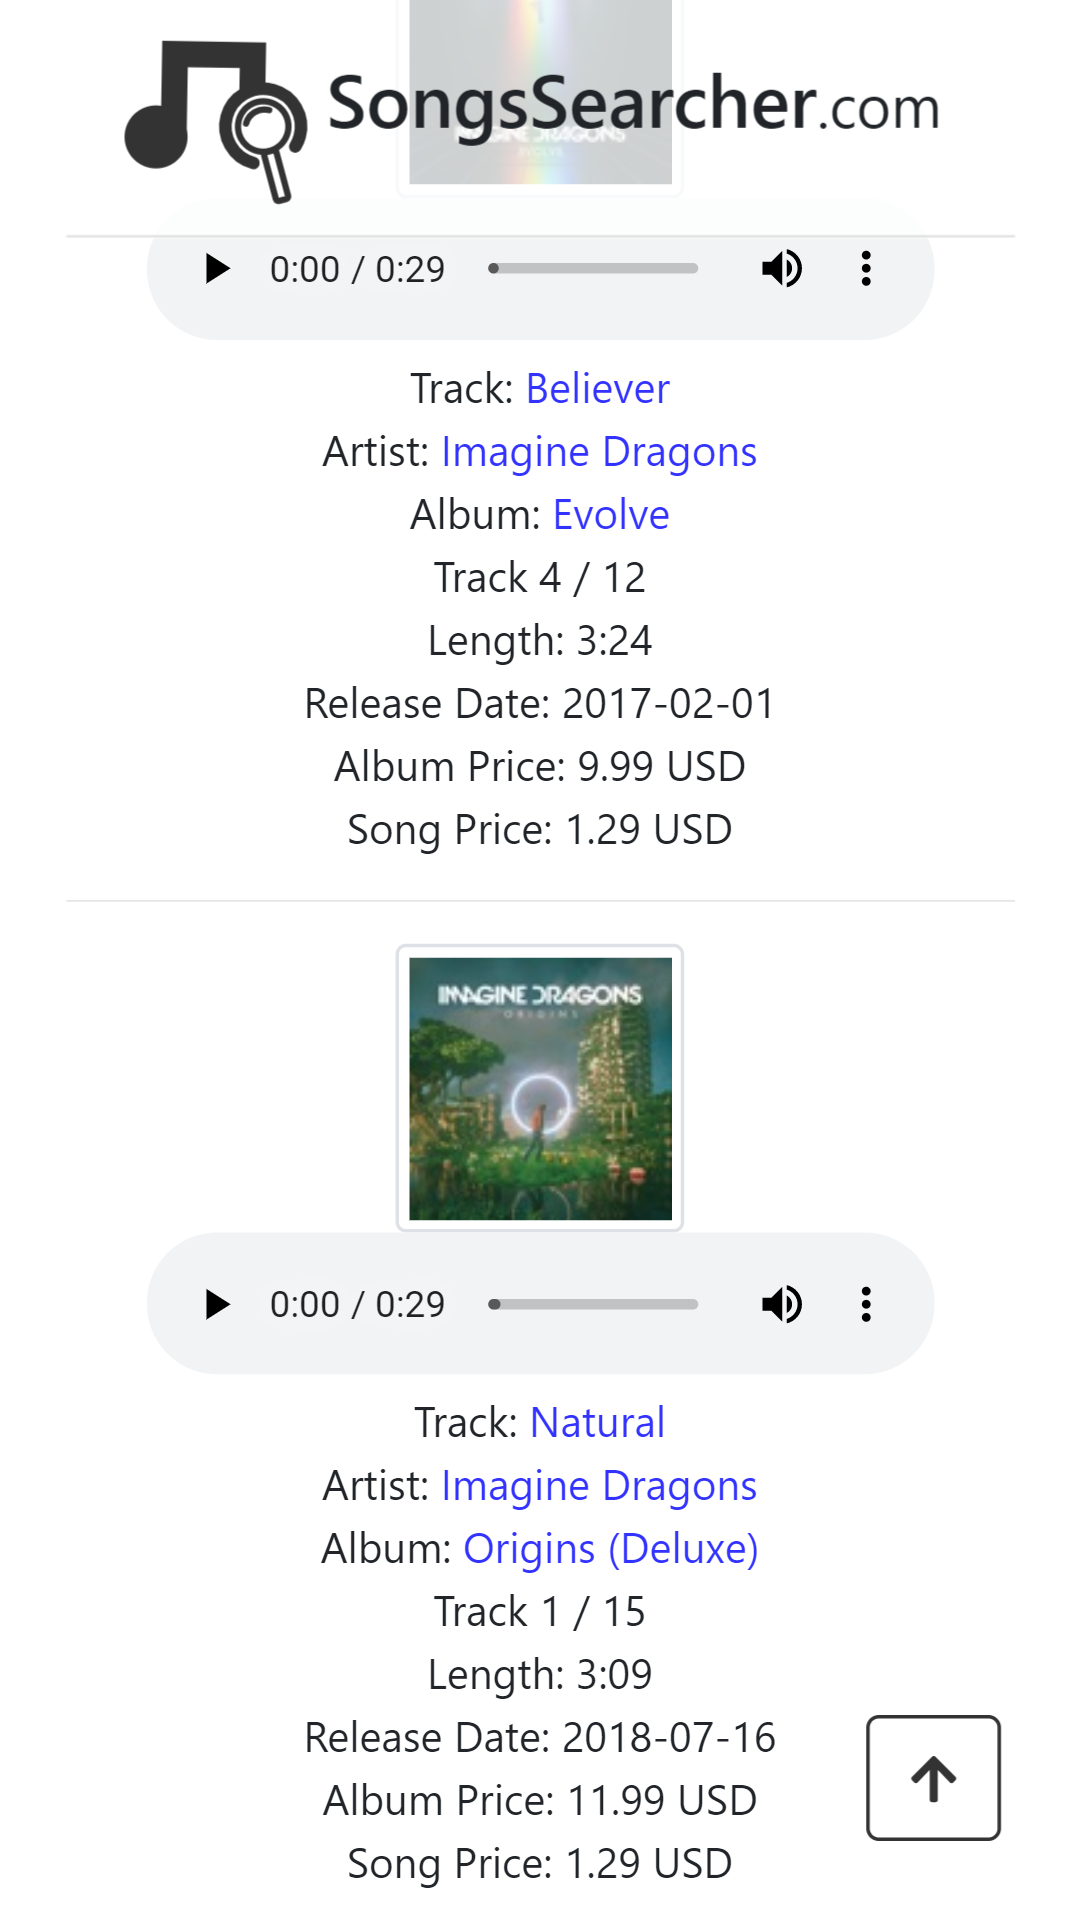 SongsSearcher.com
IMAGINE DRAGONS
EVOLVE
0:00 / 0:29
Track: Believer
Artist: Imagine Dragons
Album: Evolve
Track 4 / 12
Length: 3:24
Release Date: 2017-02-01
Album Price: 9.99 USD
Song Price: 1.29 USD
IMAGINE DRAGONS
ORIGINS
0:00 / 0:29
Track: Natural
Artist: Imagine Dragons
Album: Origins (Deluxe)
Track 1 / 15
Length: 3:09
Release Date: 2018-07-16
Album Price: 11.99 USD
Song Price: 1.29 USD